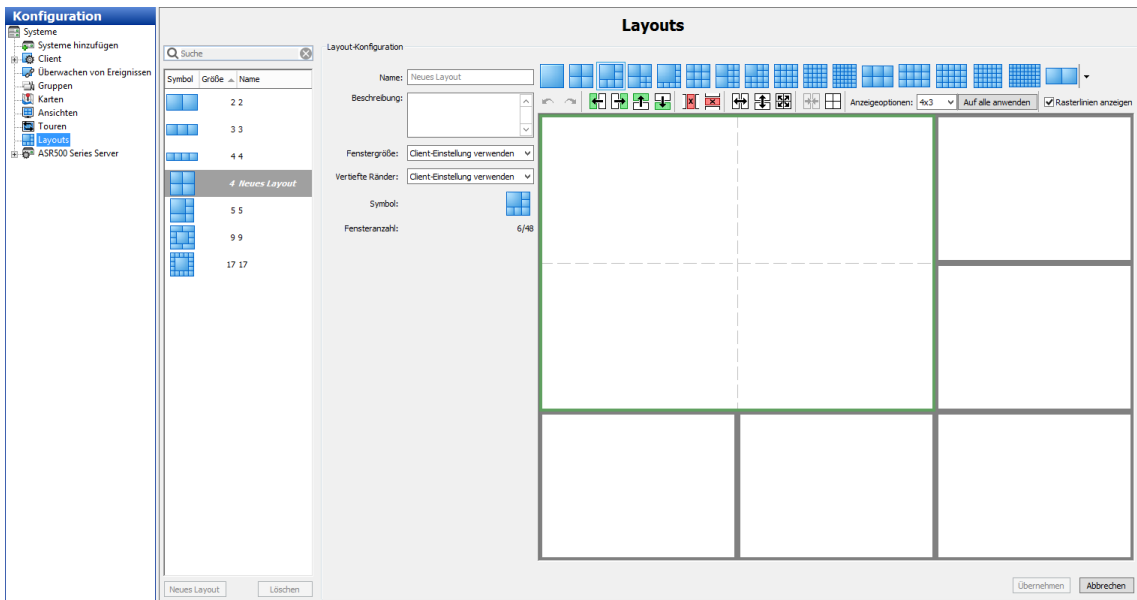 Konfiguration
Systeme
Systeme hinzufügen
Client
Überwachen von Ereignissen
Gruppen
Karten
Ansichten
Touren
Layouts
ASR500 Series Server
Layouts
Suche
Symbol Größe Name
2 2
3 3
4 4
4 Neues Layout
5 5
9 9
17 17
Neues Layout Löschen
Layout-Konfiguration
Name: Neues Layout
Beschreibung:
Fenstergröße: Client-Einstellung verwenden
Vertiefte Ränder: Client-Einstellung verwenden
Symbol:
Fensteranzahl: 6/48
Anzeigeoptionen: 4x3 Auf alle anwenden Rasterlinien anzeigen
Übernehmen Abbrechen